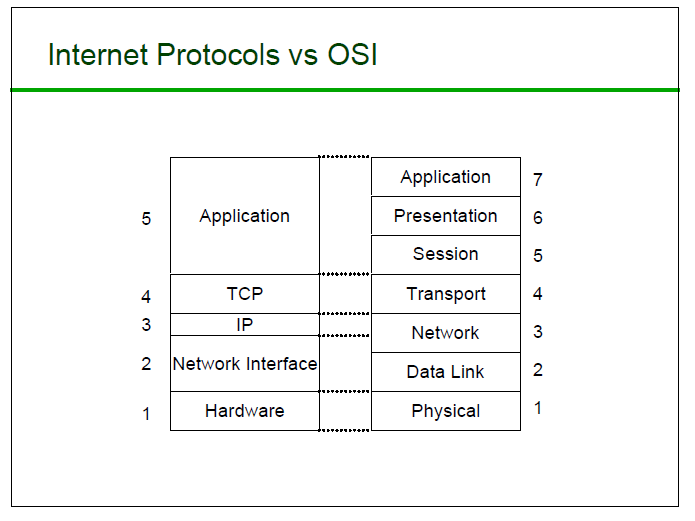 Internet Protocols vs OSI
Application 7
5 Application Presentation 6
Session 5
4 TCP Transport 4
3 IP Network 3
2 Network Interface Data Link 2
1 Hardware Physical 1